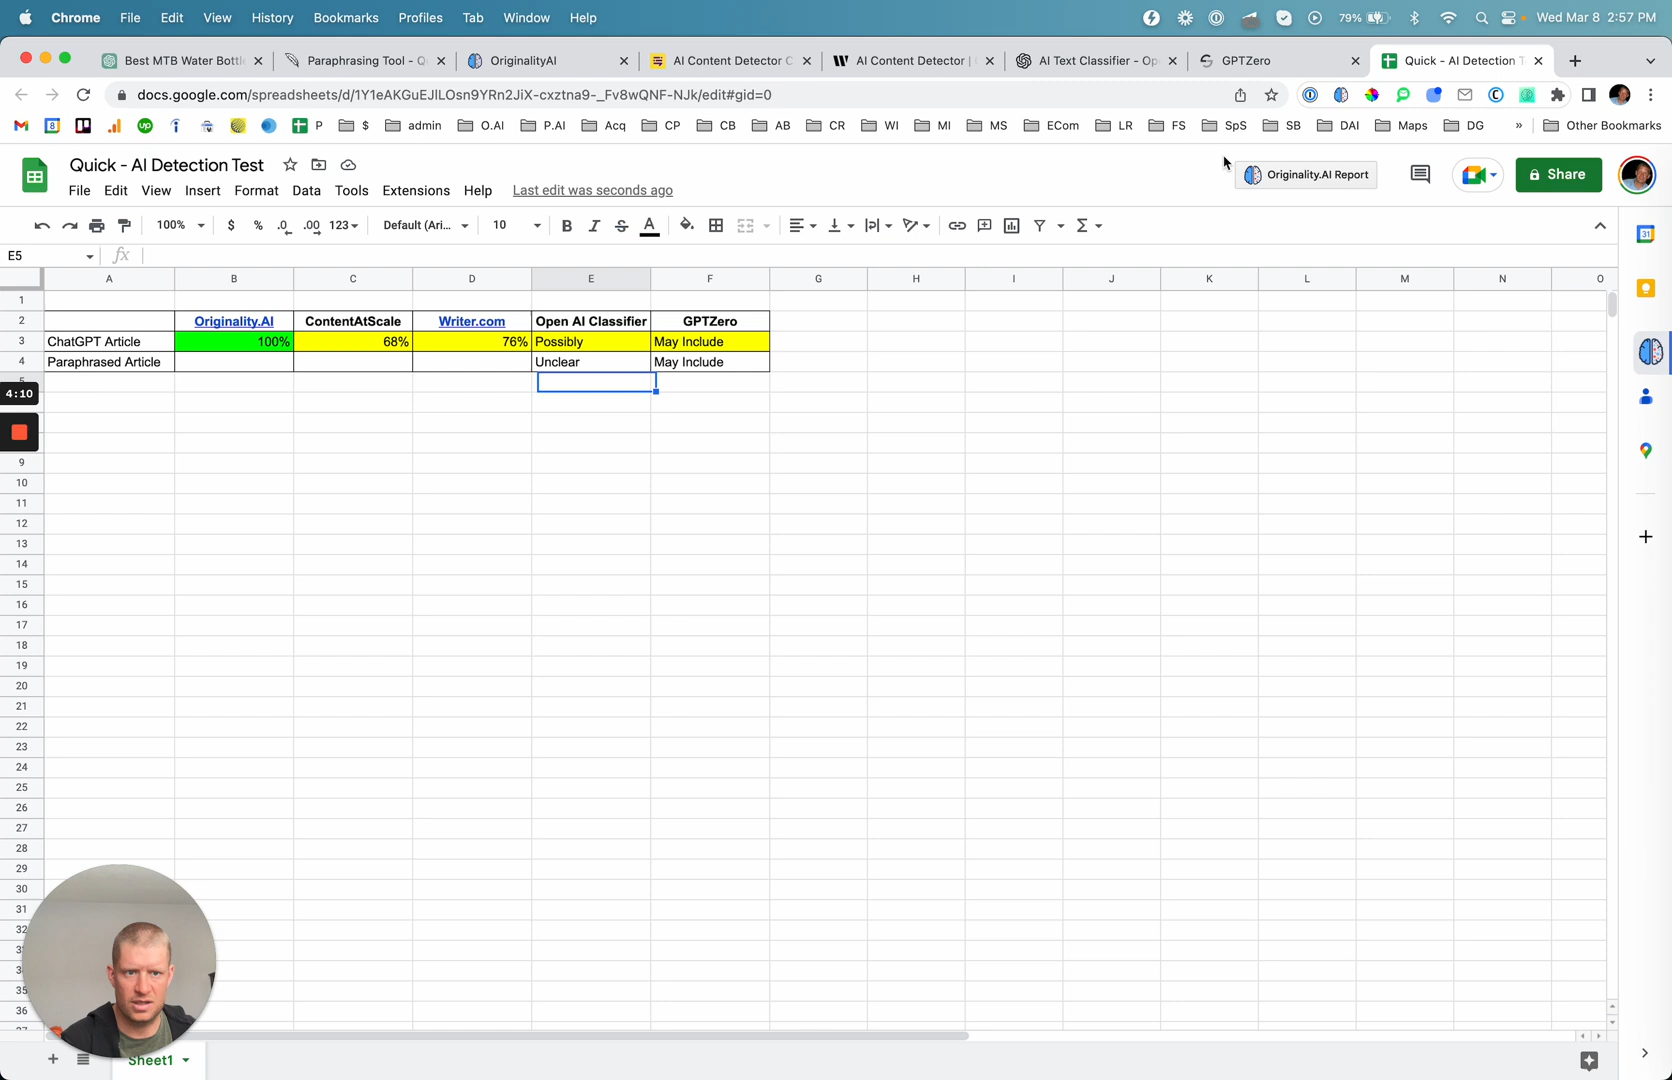 Chrome File Edit View History Bookmarks Profiles Tab Window Help 79% Wed Mar 8 2:57 PM
Best MTB Water Bottl Paraphrasing Tool - Q OriginalityAI AI Content Detector C AI Content Detector | AI Text Classifier - Op GPTZero Quick - AI Detection T
docs.google.com/spreadsheets/d/1Y1eAKGuEJlLOsn9YRn2JiX-cxztna9-_Fv8wQNF-NJk/edit#gid=0
P $ admin O.AI P.AI Acq CP CB AB CR WI MI MS ECom LR FS SpS SB DAI Maps DG » Other Bookmarks
Quick - AI Detection Test
Originality.AI Report
Share
File Edit View Insert Format Data Tools Extensions Help Last edit was seconds ago
100% $ % .0 .00 123 Default (Ari... 10 B I S A
E5 fx
A B C D E F G H I J K L M N O
1
2 Originality.AI ContentAtScale Writer.com Open AI Classifier GPTZero
3 ChatGPT Article 100% 68% 76% Possibly May Include
4 Paraphrased Article Unclear May Include
4:10
9
10
11
12
13
14
15
16
17
18
19
20
21
22
23
24
25
26
27
28
29
30
31
32
35
36
Sheet1